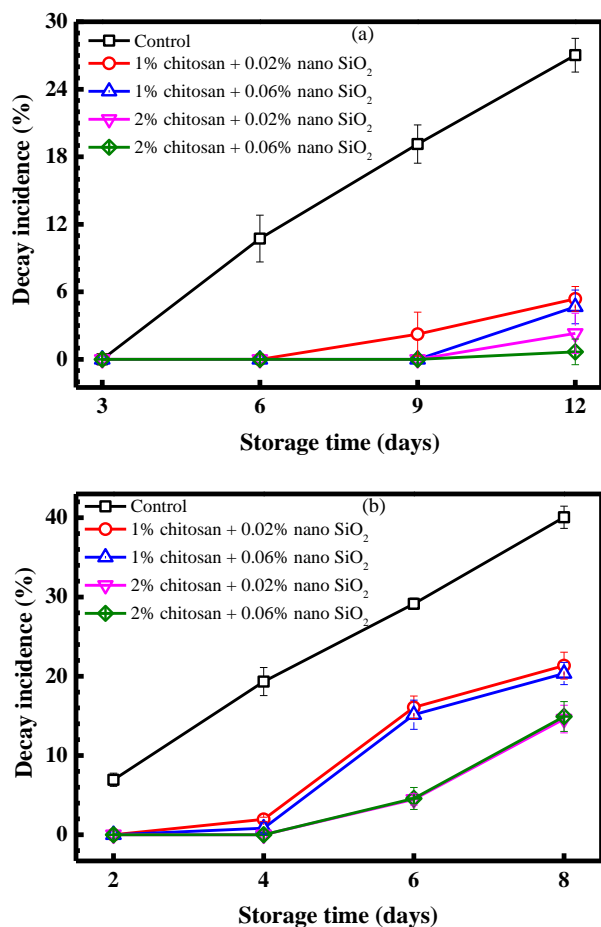 30
(a)
Control
1% chitosan + 0.02% nano SiO₂
24
1% chitosan + 0.06% nano SiO₂
2% chitosan + 0.02% nano SiO₂
2% chitosan + 0.06% nano SiO₂
18
12
6
0
Decay incidence (%)
3 6 9 12
Storage time (days)
(b)
40
Control
1% chitosan + 0.02% nano SiO₂
1% chitosan + 0.06% nano SiO₂
30
2% chitosan + 0.02% nano SiO₂
2% chitosan + 0.06% nano SiO₂
20
10
0
Decay incidence (%)
2 4 6 8
Storage time (days)